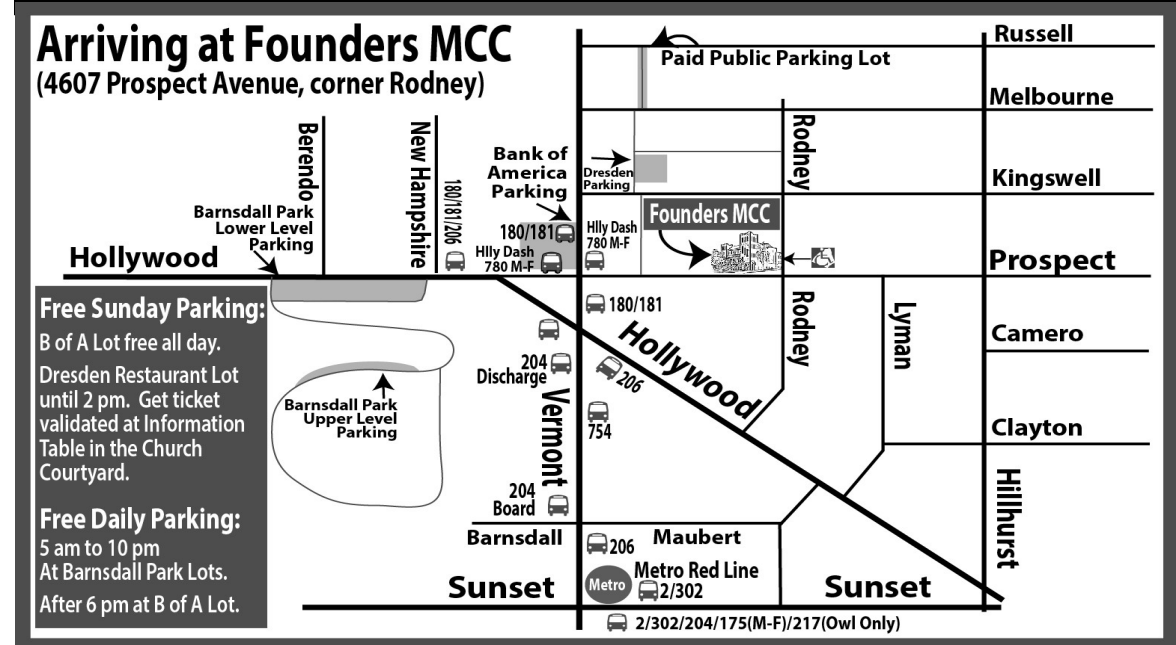 Arriving at Founders MCC
(4607 Prospect Avenue, corner Rodney)
Russell
Paid Public Parking Lot
Melbourne
Berendo
New Hampshire
180/181/206
Bank of
America
Parking
Dresden
Parking
Rodney
Kingswell
Barnsdall Park
Lower Level
Parking
180/181
Hlly Dash
780 M-F
Hlly Dash
780 M-F
Founders MCC
Hollywood
Prospect
Free Sunday Parking:
B of A Lot free all day.
Dresden Restaurant Lot
until 2 pm. Get ticket
validated at Information
Table in the Church
Courtyard.
Free Daily Parking:
5 am to 10 pm
At Barnsdall Park Lots.
After 6 pm at B of A Lot.
180/181
Hollywood
Rodney
Lyman
Camero
204
Discharge
206
Barnsdall Park
Upper Level
Parking
Vermont
754
Clayton
Hillhurst
204
Board
Barnsdall
206
Maubert
Metro
Metro Red Line
2/302
Sunset
Sunset
2/302/204/175(M-F)/217(Owl Only)